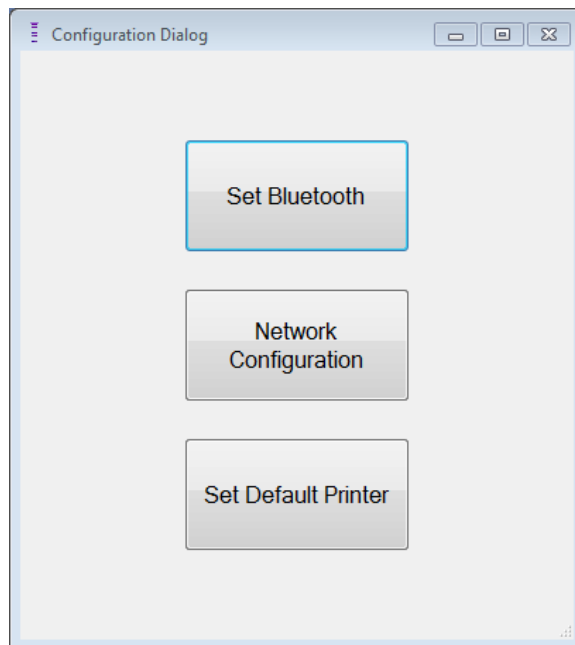 Configuration Dialog
Set Bluetooth
Network
Configuration
Set Default Printer